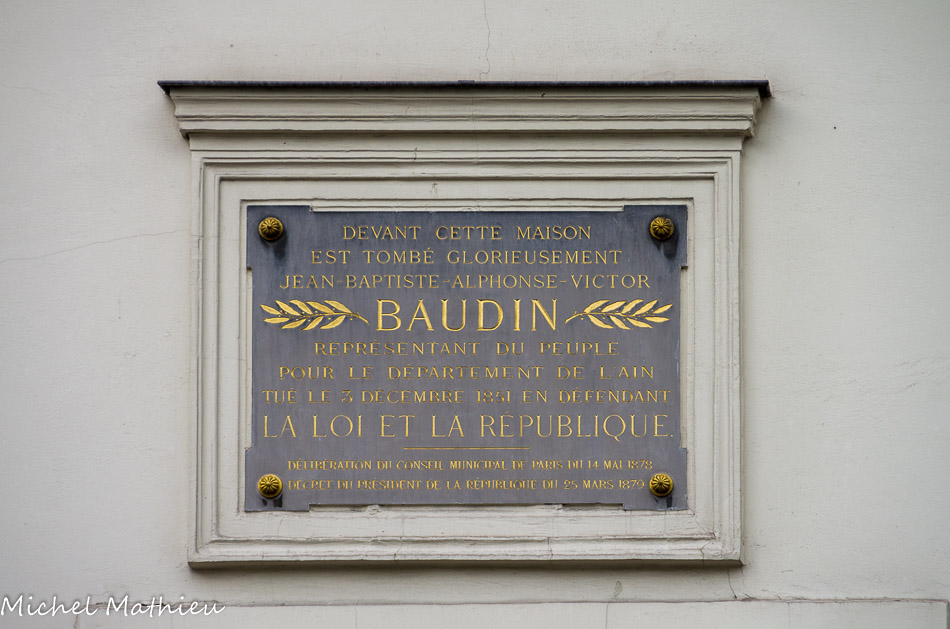 DEVANT CETTE MAISON
EST TOMBÉ GLORIEUSEMENT
JEAN-BAPTISTE-ALPHONSE-VICTOR
BAUDIN
REPRÉSENTANT DU PEUPLE
POUR LE DÉPARTEMENT DE L'AIN
TUÉ LE 3 DÉCEMBRE 1851 EN DÉFENDANT
LA LOI ET LA RÉPUBLIQUE.
DÉLIBÉRATION DU CONSEIL MUNICIPAL DE PARIS DU 14 MAI 1878
DÉCRET DU PRÉSIDENT DE LA RÉPUBLIQUE DU 25 MARS 1879
Michel Mathieu